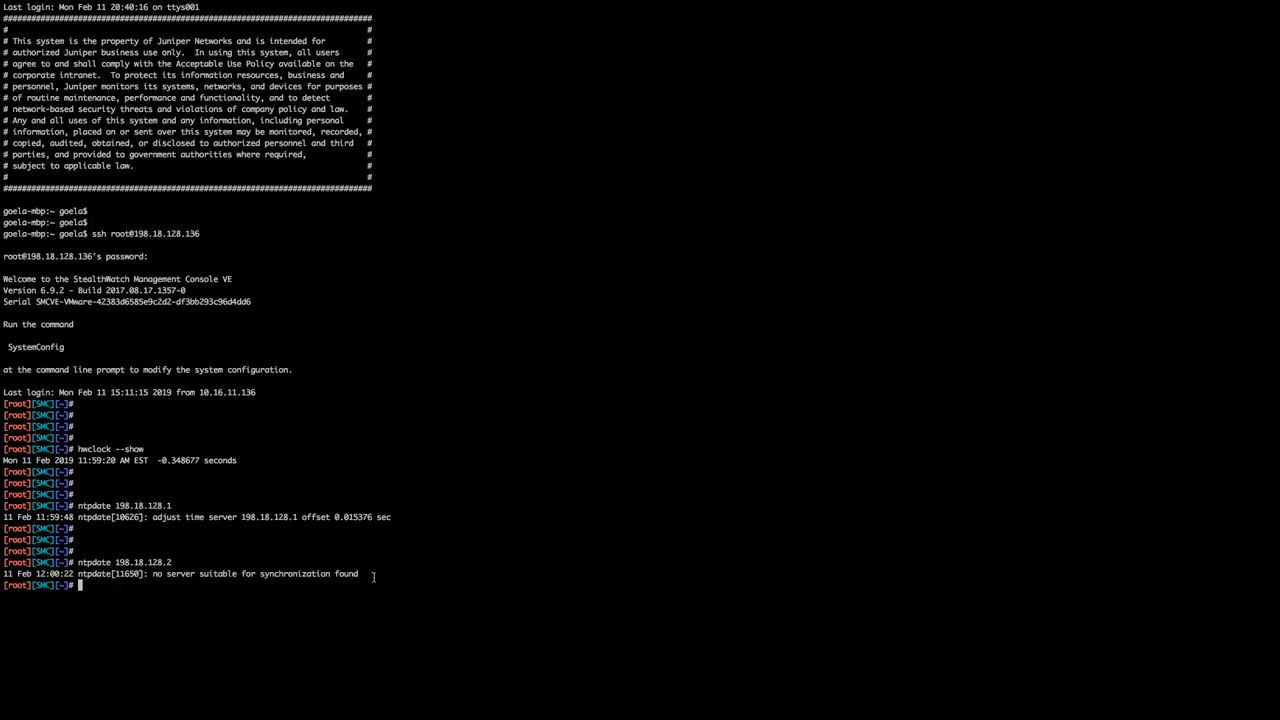 Last login: Mon Feb 11 20:40:16 on ttys001
################################################################################
#                                                                              #
# This system is the property of Juniper Networks and is intended for          #
# authorized Juniper business use only.  In using this system, all users       #
# agree to and shall comply with the Acceptable Use Policy available on the    #
# corporate intranet.  To protect its information resources, business and      #
# personnel, Juniper monitors its systems, networks, and devices for purposes  #
# of routine maintenance, performance and functionality, and to detect         #
# network-based security threats and violations of company policy and law.     #
# Any and all uses of this system and any information, including personal      #
# information, placed on or sent over this system may be monitored, recorded,  #
# copied, audited, obtained, or disclosed to authorized personnel and third    #
# parties, and provided to government authorities where required,              #
# subject to applicable law.                                                   #
#                                                                              #
################################################################################
goela-mbp:~ goela$
goela-mbp:~ goela$
goela-mbp:~ goela$ ssh root@198.18.128.136
root@198.18.128.136's password:
Welcome to the StealthWatch Management Console VE
Version 6.9.2 - Build 2017.08.17.1357-0
Serial SMCVE-VMware-42383d6585e9c2d2-df3bb293c96d4dd6
Run the command
SystemConfig
at the command line prompt to modify the system configuration.
Last login: Mon Feb 11 15:11:15 2019 from 10.16.11.136
[root][SMC][~]#
[root][SMC][~]#
[root][SMC][~]#
[root][SMC][~]#
[root][SMC][~]# hwclock --show
Mon 11 Feb 2019 11:59:20 AM EST  -0.348677 seconds
[root][SMC][~]#
[root][SMC][~]#
[root][SMC][~]#
[root][SMC][~]# ntpdate 198.18.128.1
11 Feb 11:59:48 ntpdate[10626]: adjust time server 198.18.128.1 offset 0.015376 sec
[root][SMC][~]#
[root][SMC][~]#
[root][SMC][~]#
[root][SMC][~]# ntpdate 198.18.128.2
11 Feb 12:00:22 ntpdate[11650]: no server suitable for synchronization found
[root][SMC][~]#